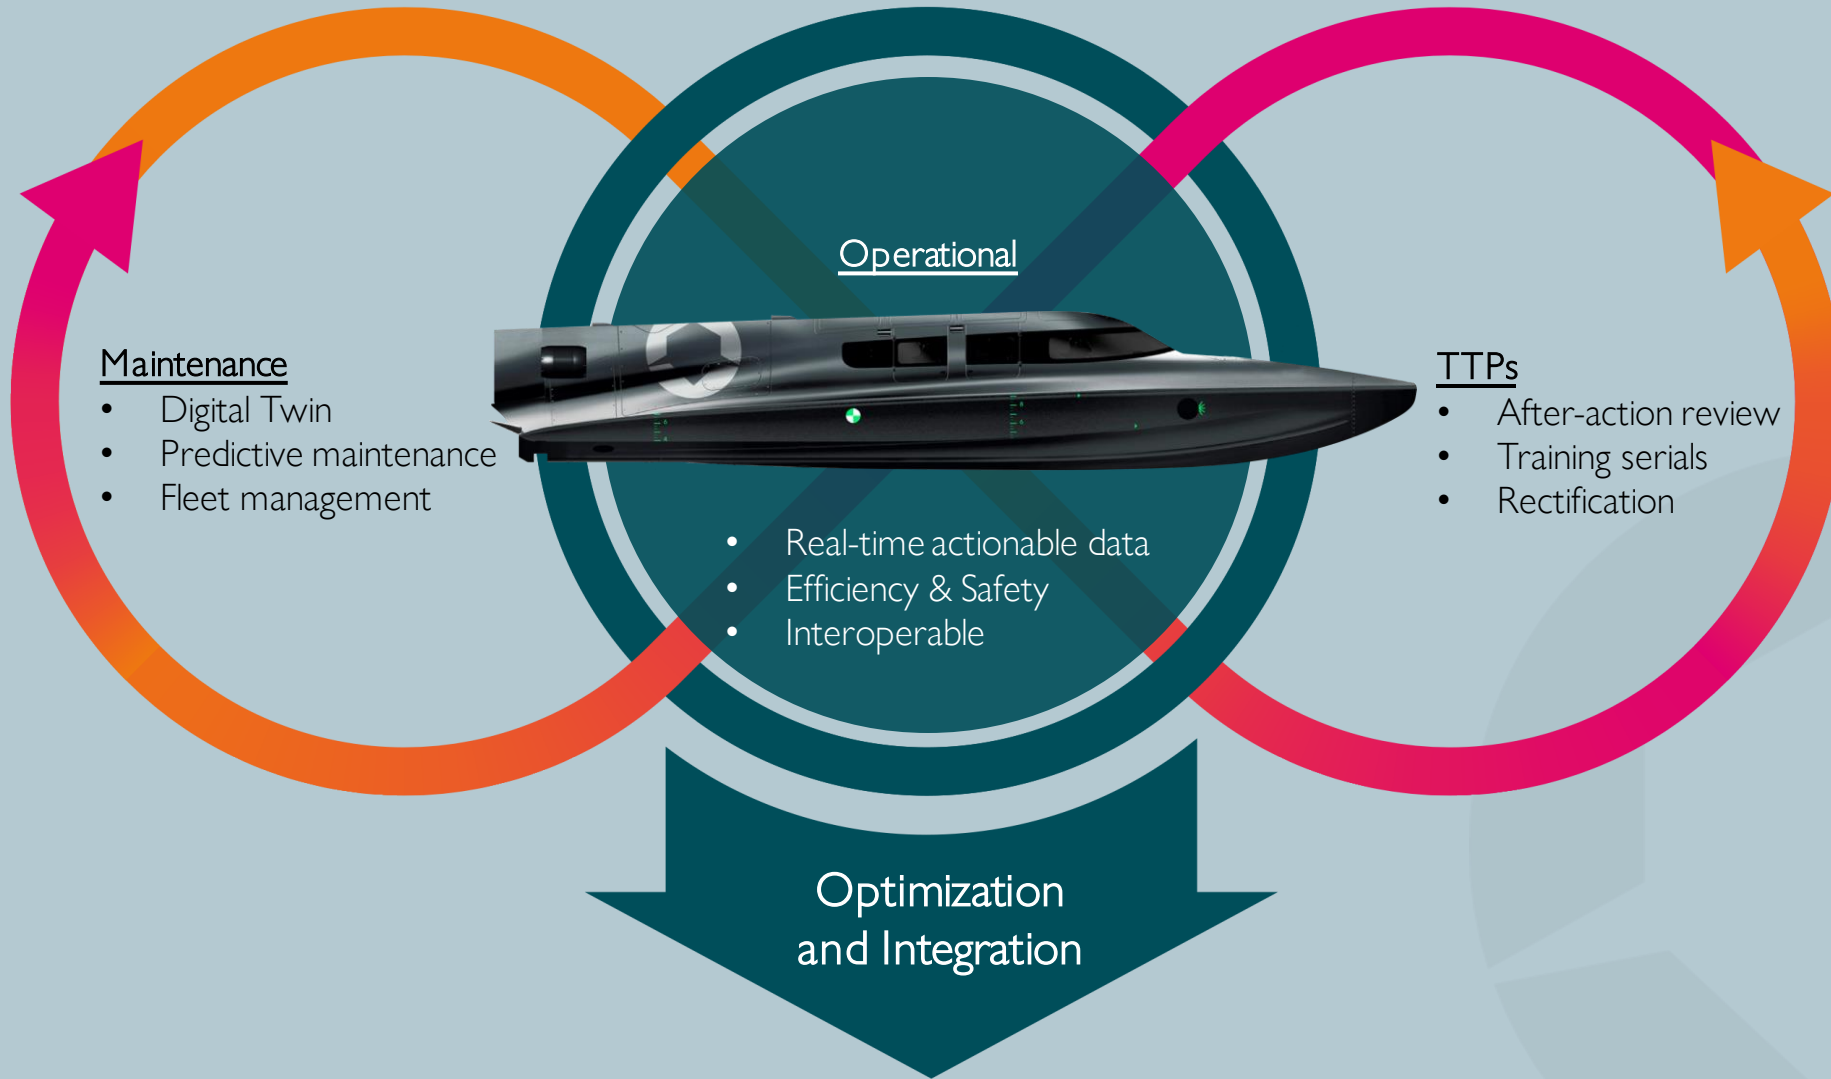 Operational
Maintenance
• Digital Twin
• Predictive maintenance
• Fleet management
TTPs
• After-action review
• Training serials
• Rectification
• Real-time actionable data
• Efficiency & Safety
• Interoperable
Optimization
and Integration